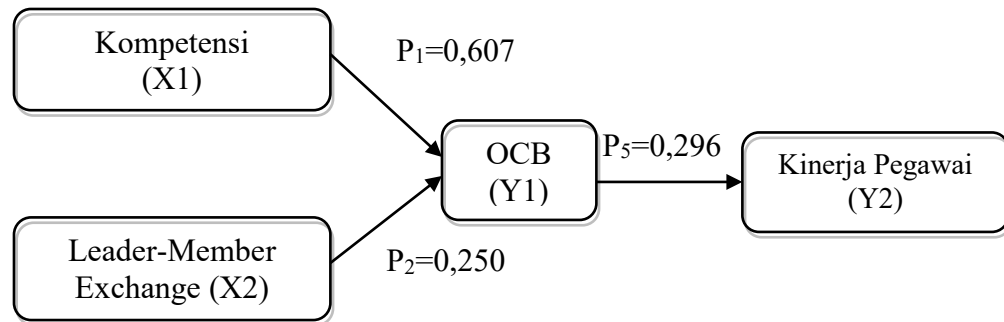 Kompetensi
(X1)
P₁=0,607
OCB
(Y1)
P₅=0,296
Kinerja Pegawai
(Y2)
Leader-Member
Exchange (X2)
P₂=0,250